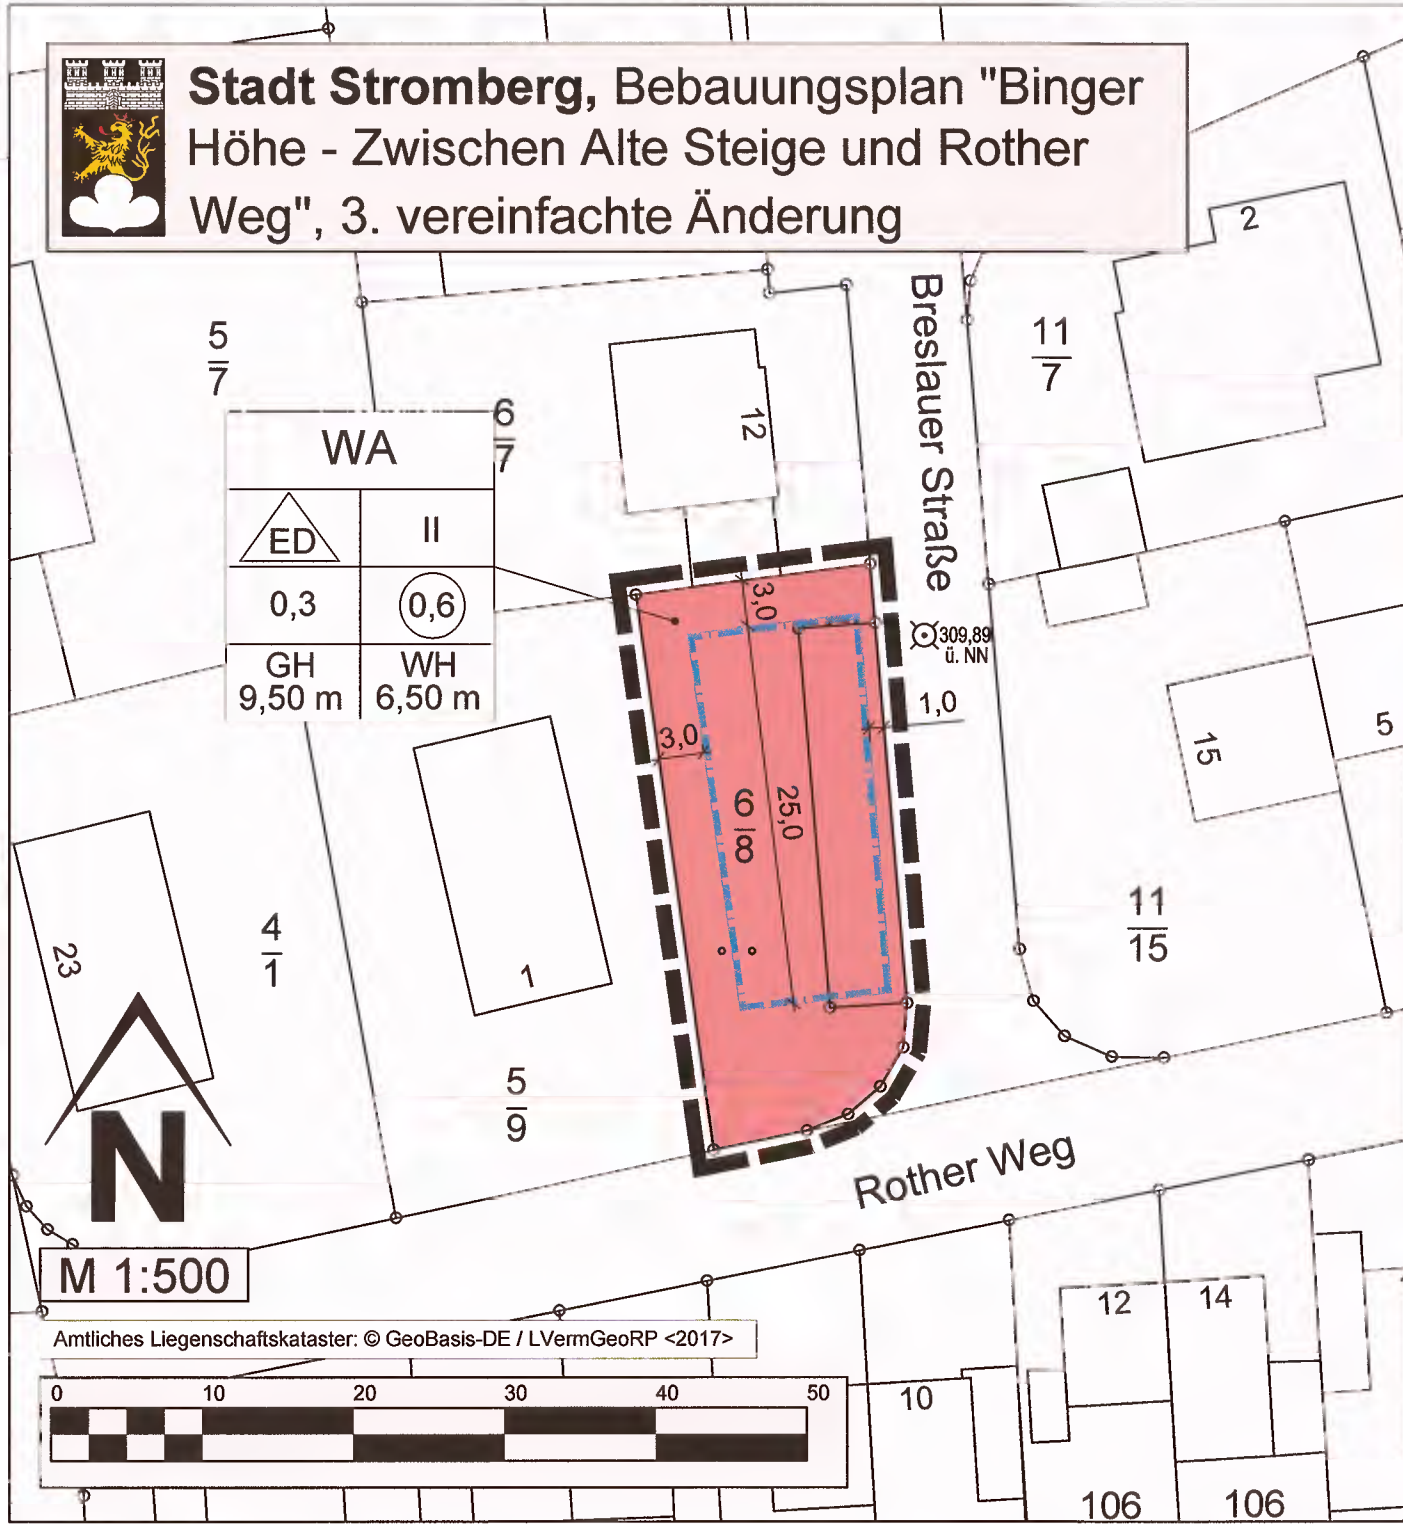 Stadt Stromberg, Bebauungsplan "Binger
Höhe - Zwischen Alte Steige und Rother
Weg", 3. vereinfachte Änderung
2
5
7
6
7
12
Breslauer Straße
11
7
WA
ED
II
0,3
0,6
GH
WH
9,50 m
6,50 m
3,0
309,89
ü. NN
1,0
3,0
25,0
6
8
15
5
23
4
1
1
5
9
11
15
N
Rother Weg
M 1:500
Amtliches Liegenschaftskataster: © GeoBasis-DE / LVermGeoRP <2017>
0 10 20 30 40 50
10
12
14
106
106